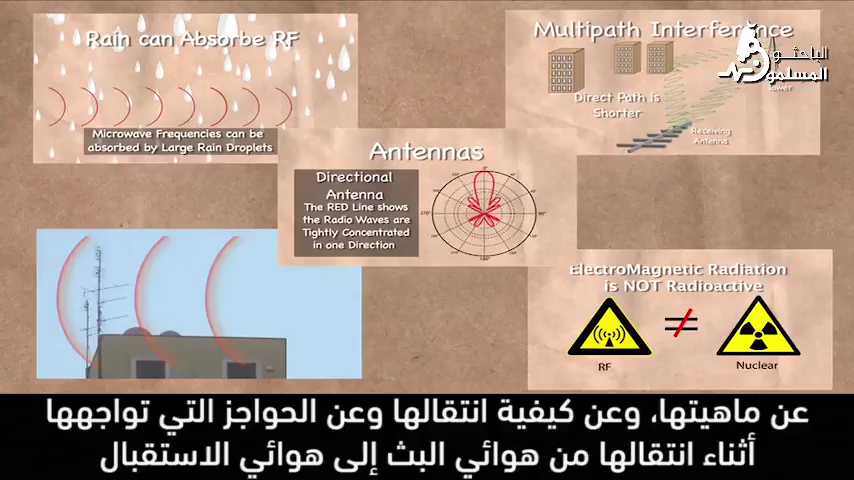 Rain can Absorbe RF
Microwave Frequencies can be
absorbed by Large Rain Droplets
Multipath Interference
Direct Path is
Shorter
Tower
Receiving
Antenna
الباحثون
المسلمون
Antennas
Directional
Antenna
The RED Line shows
the Radio Waves are
Tightly Concentrated
in one Direction
ElectroMagnetic Radiation
is NOT Radioactive
RF
Nuclear
عن ماهيتها، وعن كيفية انتقالها وعن الحواجز التي تواجهها
أثناء انتقالها من هوائي البث إلى هوائي الاستقبال